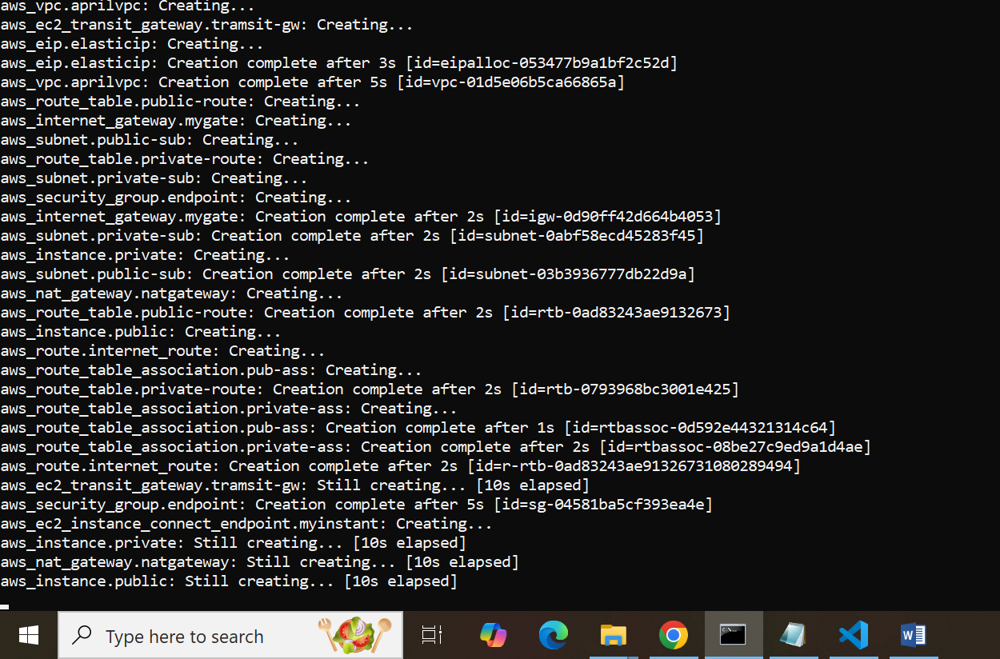 aws_vpc.aprilvpc: Creating...
aws_ec2_transit_gateway.tramsit-gw: Creating...
aws_eip.elasticip: Creating...
aws_eip.elasticip: Creation complete after 3s [id=eipalloc-053477b9a1bf2c52d]
aws_vpc.aprilvpc: Creation complete after 5s [id=vpc-01d5e06b5ca66865a]
aws_route_table.public-route: Creating...
aws_internet_gateway.mygate: Creating...
aws_subnet.public-sub: Creating...
aws_route_table.private-route: Creating...
aws_subnet.private-sub: Creating...
aws_security_group.endpoint: Creating...
aws_internet_gateway.mygate: Creation complete after 2s [id=igw-0d90ff42d664b4053]
aws_subnet.private-sub: Creation complete after 2s [id=subnet-0abf58ecd45283f45]
aws_instance.private: Creating...
aws_subnet.public-sub: Creation complete after 2s [id=subnet-03b3936777db22d9a]
aws_nat_gateway.natgateway: Creating...
aws_route_table.public-route: Creation complete after 2s [id=rtb-0ad83243ae9132673]
aws_instance.public: Creating...
aws_route.internet_route: Creating...
aws_route_table_association.pub-ass: Creating...
aws_route_table.private-route: Creation complete after 2s [id=rtb-0793968bc3001e425]
aws_route_table_association.private-ass: Creating...
aws_route_table_association.pub-ass: Creation complete after 1s [id=rtbassoc-0d592e44321314c64]
aws_route_table_association.private-ass: Creation complete after 2s [id=rtbassoc-08be27c9ed9a1d4ae]
aws_route.internet_route: Creation complete after 2s [id=r-rtb-0ad83243ae91326731080289494]
aws_ec2_transit_gateway.tramsit-gw: Still creating... [10s elapsed]
aws_security_group.endpoint: Creation complete after 5s [id=sg-04581ba5cf393ea4e]
aws_ec2_instance_connect_endpoint.myinstant: Creating...
aws_instance.private: Still creating... [10s elapsed]
aws_nat_gateway.natgateway: Still creating... [10s elapsed]
aws_instance.public: Still creating... [10s elapsed]
Type here to search